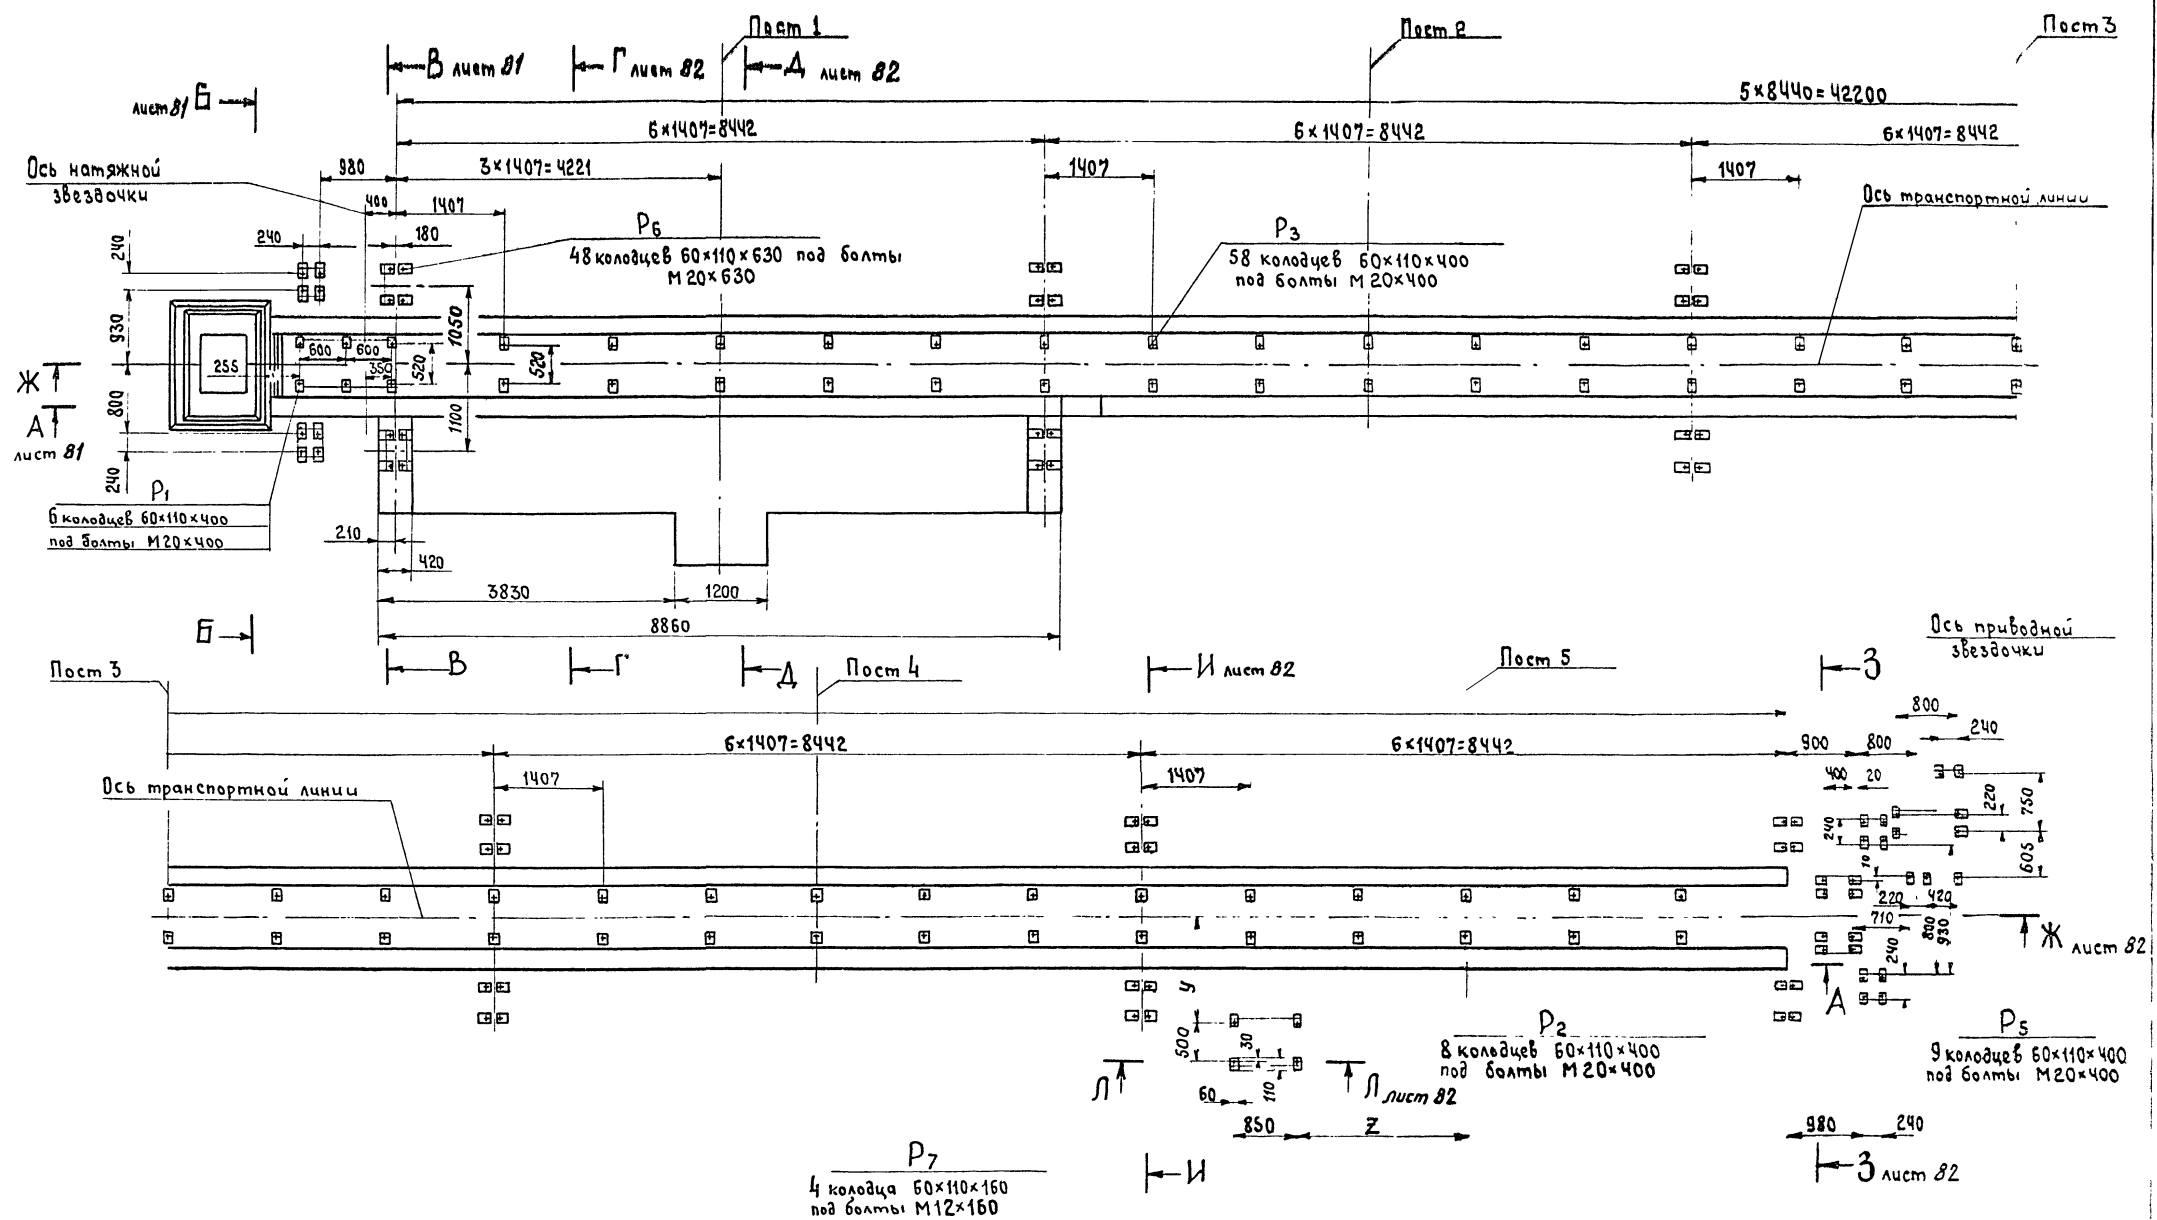 Пост 1
Пост 2
Пост 3
В лист 81
Г лист 82
Д лист 82
лист 81 Б
5×8440=42200
6×1407=8442
6×1407=8442
6×1407=8442
Ось натяжной
звездочки
980
3×1407=4221
1407
1407
Ось транспортной линии
400
1407
240
180
240
Р6
48 колодцев 60×110×630 под болты
М20×630
Р3
58 колодцев 60×110×400
под болты М20×400
930
1050
255
600
600
350
520
520
Ж
А
лист 81
800
1100
240
Р1
6 колодцев 60×110×400
под болты М20×400
210
420
3830
1200
8860
Б
В
Г
Д
И лист 82
З
Ось приводной
звездочки
Пост 3
Пост 4
Пост 5
800
240
6×1407=8442
6×1407=8442
900
800
1407
1407
400
20
Ось транспортной линии
220
750
240
10
605
220
420
710
800
930
240
Ж лист 82
А
У
500
30
110
60
Л
Л лист 82
850
Z
Р2
8 колодцев 60×110×400
под болты М20×400
Р5
9 колодцев 60×110×400
под болты М20×400
980
240
Р7
4 колодца 60×110×160
под болты М12×160
И
З лист 82